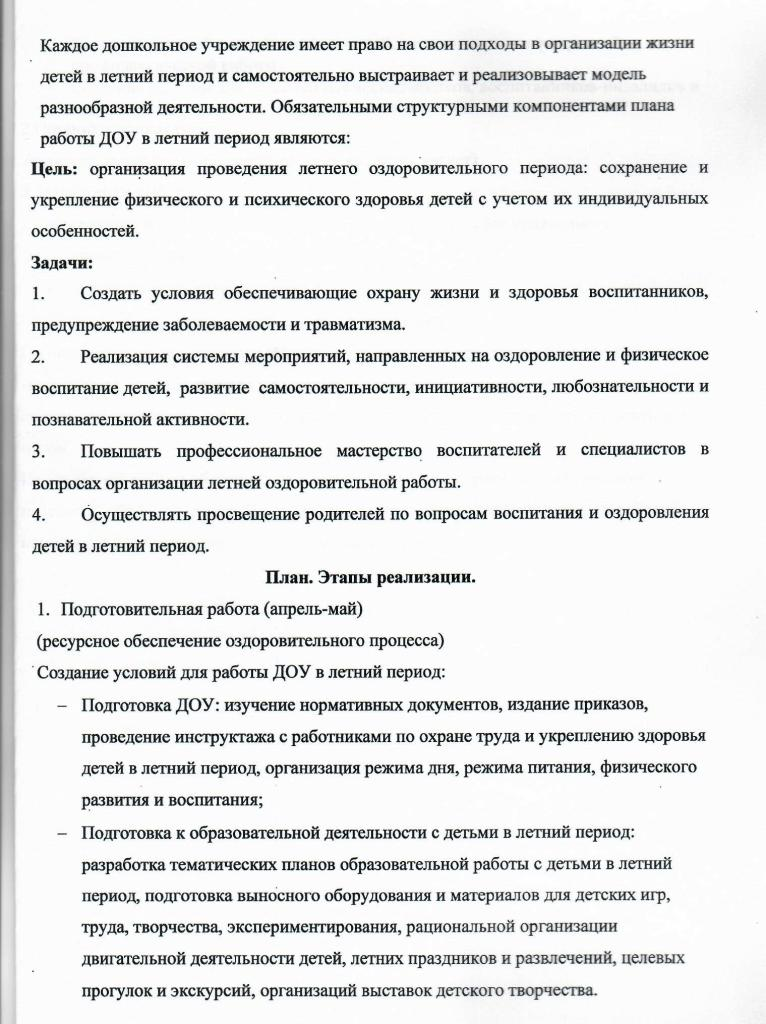 Каждое дошкольное учреждение имеет право на свои подходы в организации жизни
детей в летний период и самостоятельно выстраивает и реализовывает модель
разнообразной деятельности. Обязательными структурными компонентами плана
работы ДОУ в летний период являются:
Цель: организация проведения летнего оздоровительного периода: сохранение и
укрепление физического и психического здоровья детей с учетом их индивидуальных
особенностей.
Задачи:
1. Создать условия обеспечивающие охрану жизни и здоровья воспитанников,
предупреждение заболеваемости и травматизма.
2. Реализация системы мероприятий, направленных на оздоровление и физическое
воспитание детей, развитие самостоятельности, инициативности, любознательности и
познавательной активности.
3. Повышать профессиональное мастерство воспитателей и специалистов в
вопросах организации летней оздоровительной работы.
4. Осуществлять просвещение родителей по вопросам воспитания и оздоровления
детей в летний период.
План. Этапы реализации.
1. Подготовительная работа (апрель-май)
(ресурсное обеспечение оздоровительного процесса)
Создание условий для работы ДОУ в летний период:
– Подготовка ДОУ: изучение нормативных документов, издание приказов,
проведение инструктажа с работниками по охране труда и укреплению здоровья
детей в летний период, организация режима дня, режима питания, физического
развития и воспитания;
– Подготовка к образовательной деятельности с детьми в летний период:
разработка тематических планов образовательной работы с детьми в летний
период, подготовка выносного оборудования и материалов для детских игр,
труда, творчества, экспериментирования, рациональной организации
двигательной деятельности детей, летних праздников и развлечений, целевых
прогулок и экскурсий, организаций выставок детского творчества.